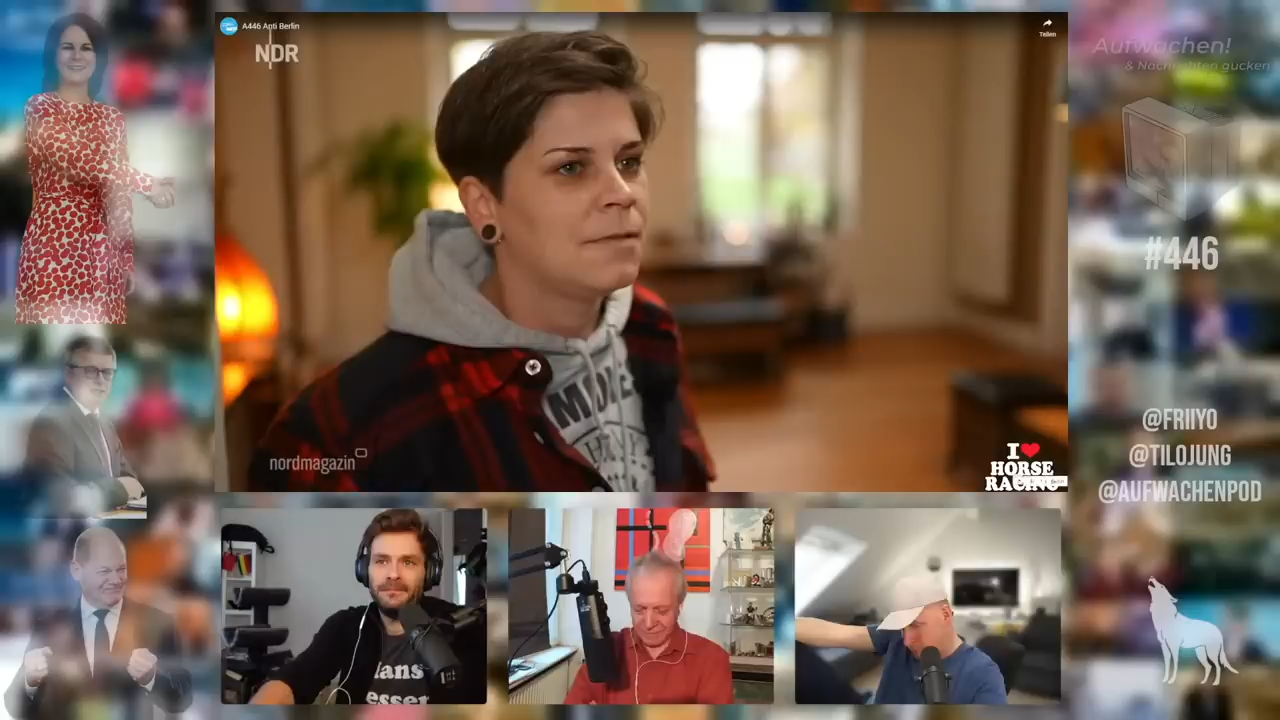 A446 Anti Berlin
NDR
Teilen
Aufwachen!
& Nachrichten gucken
#446
@FRIIYO
@TILOJUNG
@AUFWACHENPOD
nordmagazin
I
HORSE
RACING